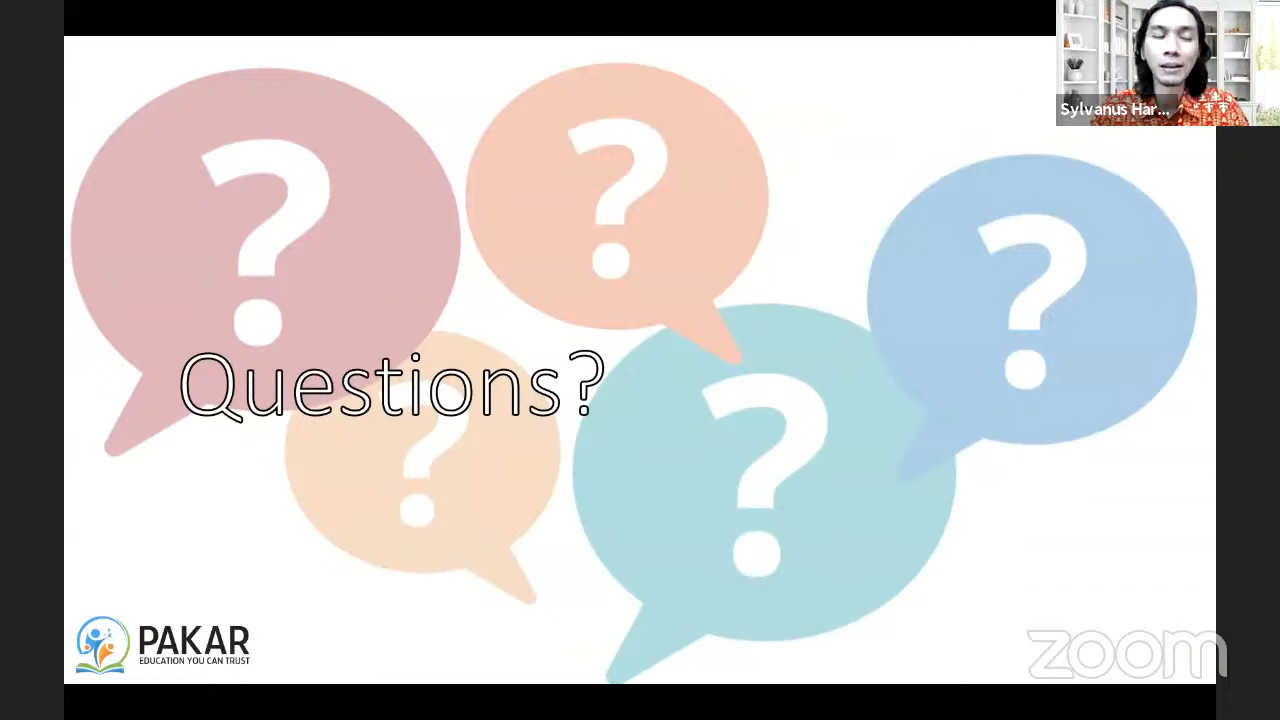 Sylvanus Har...
?
?
?
?
?
Questions?
PAKAR
EDUCATION YOU CAN TRUST
zoom